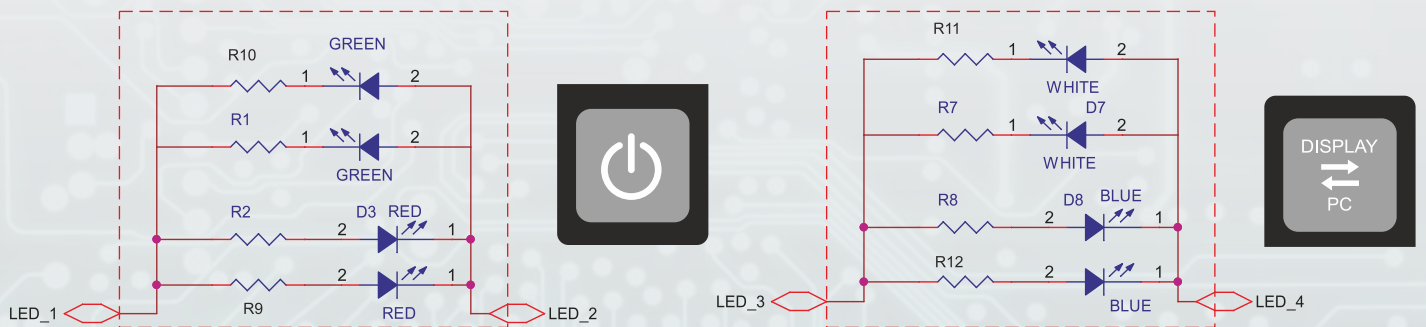 R10
GREEN
1
2
R1
1
2
GREEN
R2
D3
RED
2
1
2
1
R9
RED
LED_1
LED_2
R11
1
2
WHITE
R7
D7
1
2
WHITE
R8
D8
BLUE
2
1
R12
2
1
BLUE
LED_3
LED_4
DISPLAY
PC